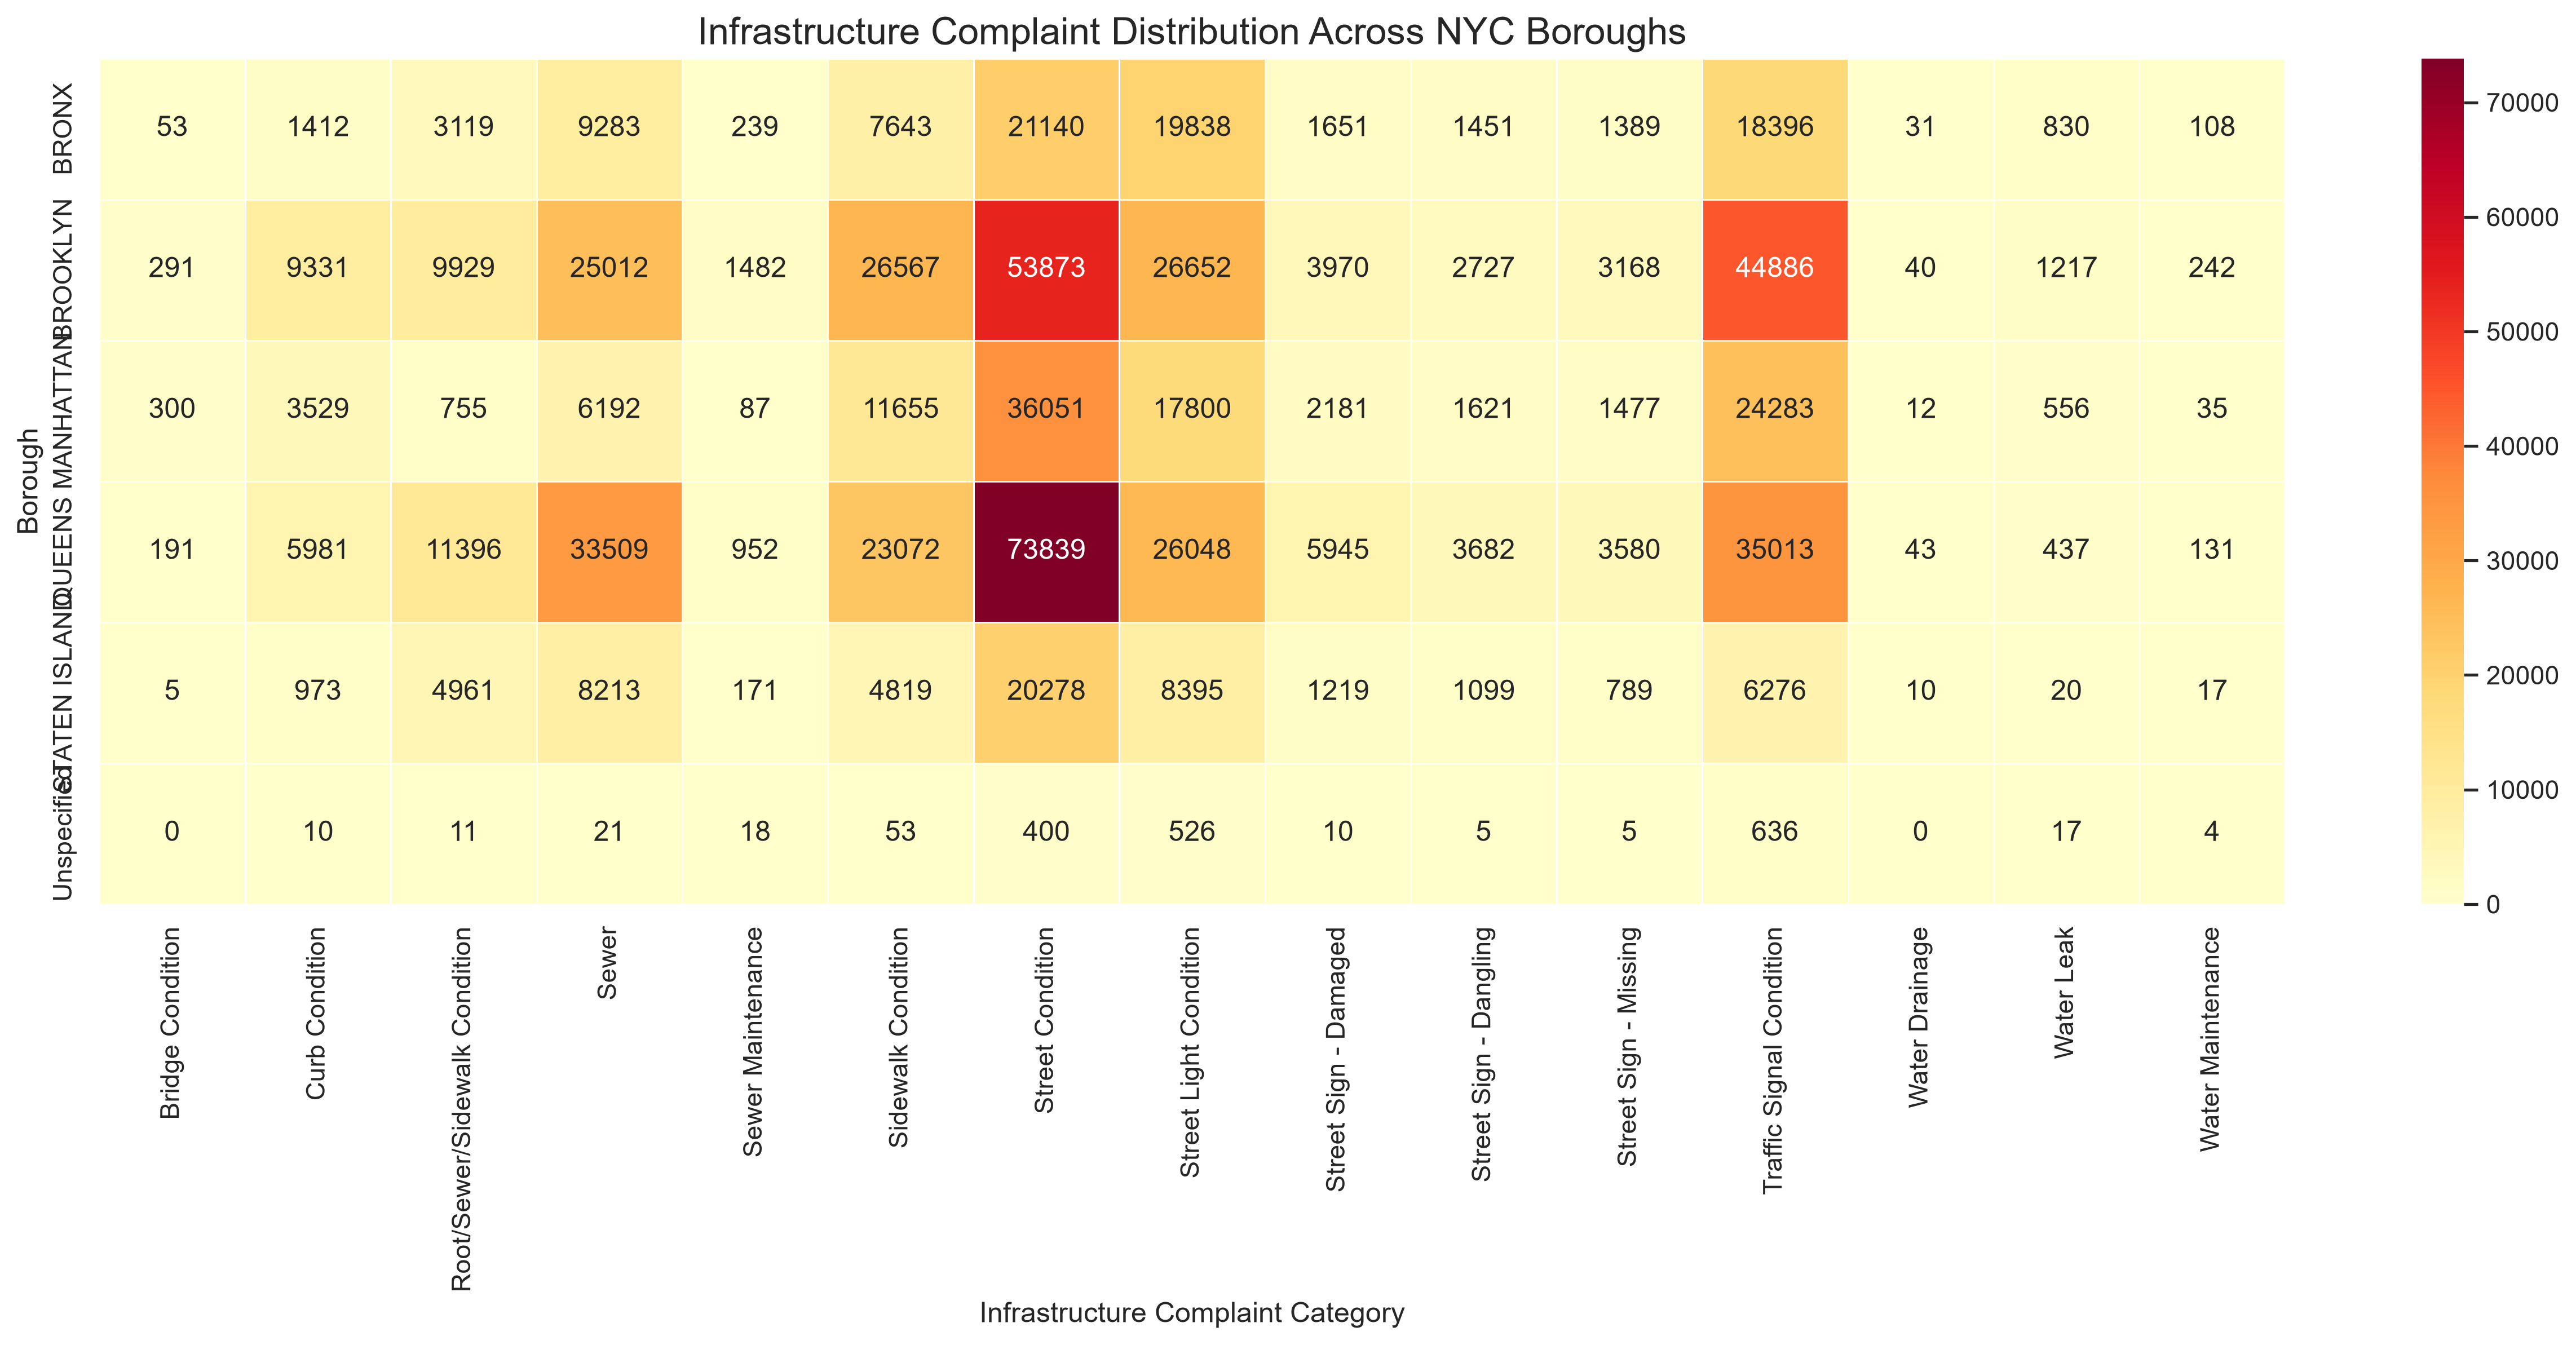 Infrastructure Complaint Distribution Across NYC Boroughs
Borough
BRONX 53 1412 3119 9283 239 7643 21140 19838 1651 1451 1389 18396 31 830 108
BROOKLYN 291 9331 9929 25012 1482 26567 53873 26652 3970 2727 3168 44886 40 1217 242
MANHATTAN 300 3529 755 6192 87 11655 36051 17800 2181 1621 1477 24283 12 556 35
QUEENS 191 5981 11396 33509 952 23072 73839 26048 5945 3682 3580 35013 43 437 131
STATEN ISLAND 5 973 4961 8213 171 4819 20278 8395 1219 1099 789 6276 10 20 17
Unspecified 0 10 11 21 18 53 400 526 10 5 5 636 0 17 4
Bridge Condition
Curb Condition
Root/Sewer/Sidewalk Condition
Sewer
Sewer Maintenance
Sidewalk Condition
Street Condition
Street Light Condition
Street Sign - Damaged
Street Sign - Dangling
Street Sign - Missing
Traffic Signal Condition
Water Drainage
Water Leak
Water Maintenance
Infrastructure Complaint Category
70000
60000
50000
40000
30000
20000
10000
0